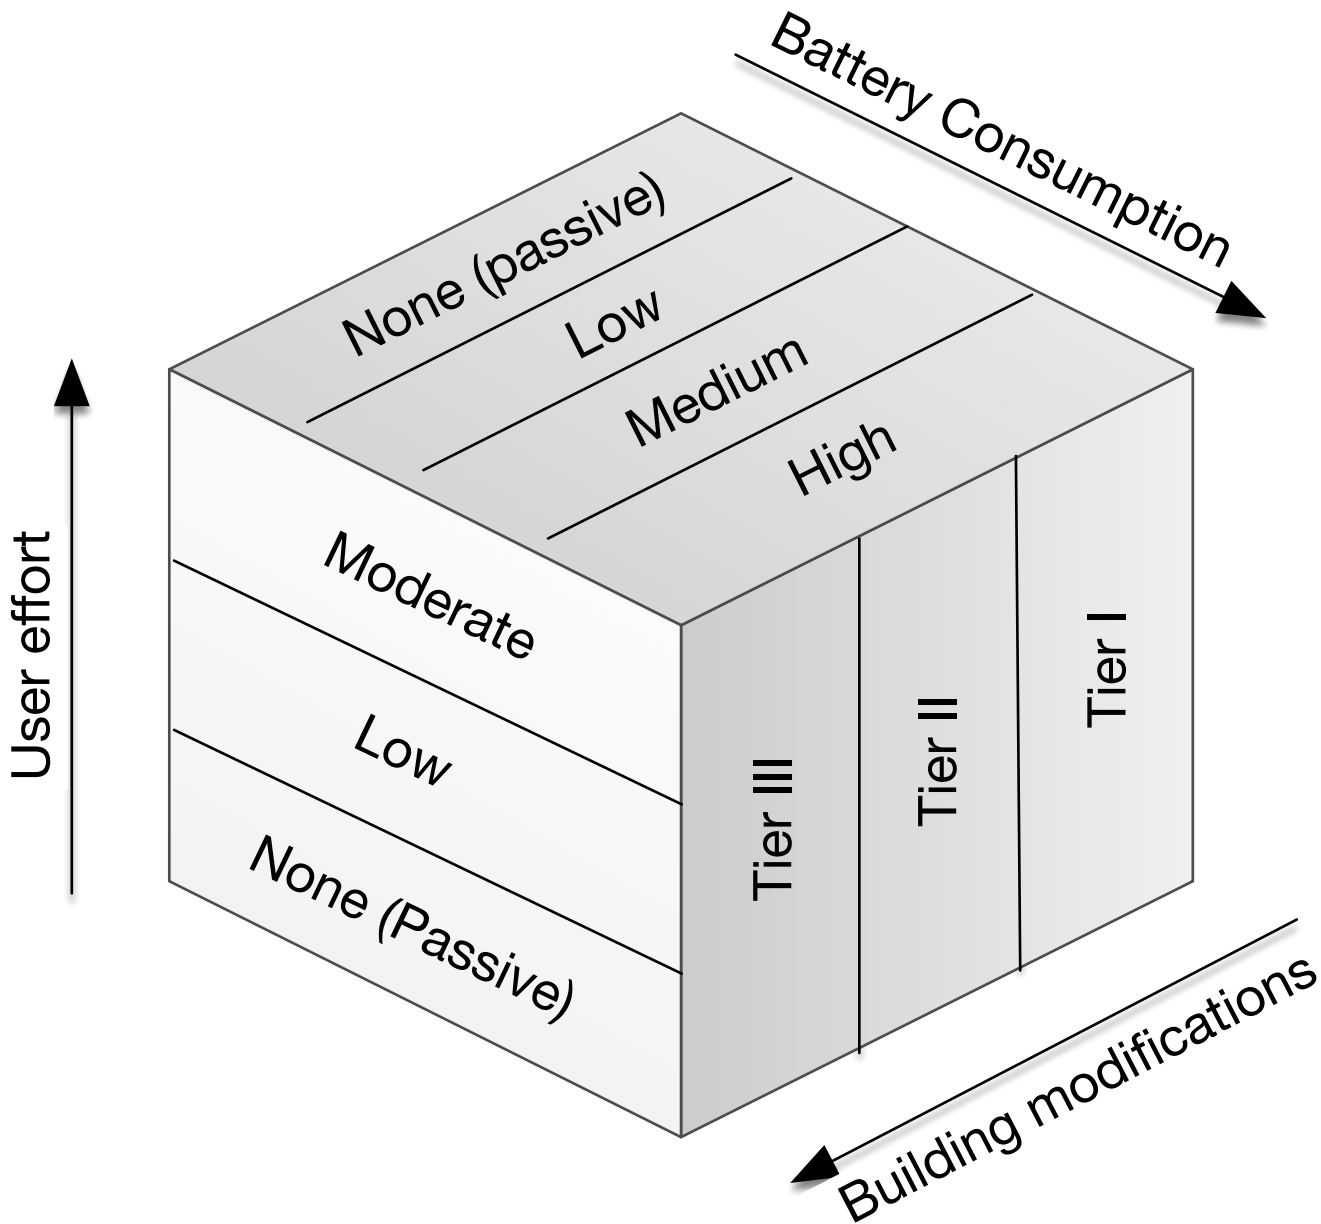 Battery Consumption
None (passive)
Low
Medium
High
User effort
Moderate
Low
None (Passive)
Tier III
Tier II
Tier I
Building modifications